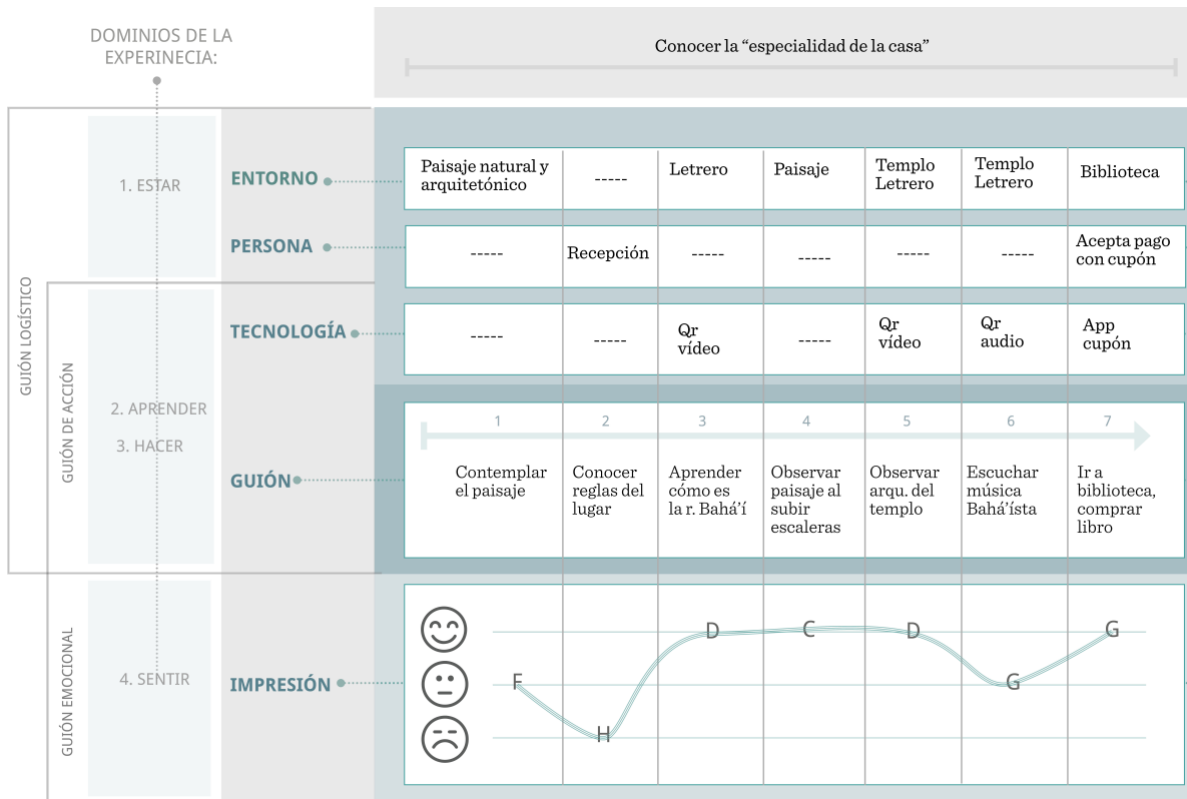 DOMINIOS DE LA
EXPERINECIA:
Conocer la “especialidad de la casa”
GUIÓN LOGÍSTICO
GUIÓN DE ACCIÓN
GUIÓN EMOCIONAL
1. ESTAR
2. APRENDER
3. HACER
4. SENTIR
ENTORNO
Paisaje natural y
arquitetónico
-----
Letrero
Paisaje
Templo
Letrero
Templo
Letrero
Biblioteca
PERSONA
-----
Recepción
-----
-----
-----
-----
Acepta pago
con cupón
TECNOLOGÍA
-----
-----
Qr
vídeo
-----
Qr
vídeo
Qr
audio
App
cupón
GUIÓN
1
2
3
4
5
6
7
Contemplar
el paisaje
Conocer
reglas del
lugar
Aprender
cómo es
la r. Bahá’í
Observar
paisaje al
subir
escaleras
Observar
arqu. del
templo
Escuchar
música
Bahá’ísta
Ir a
biblioteca,
comprar
libro
IMPRESIÓN
F
H
D
C
D
G
G